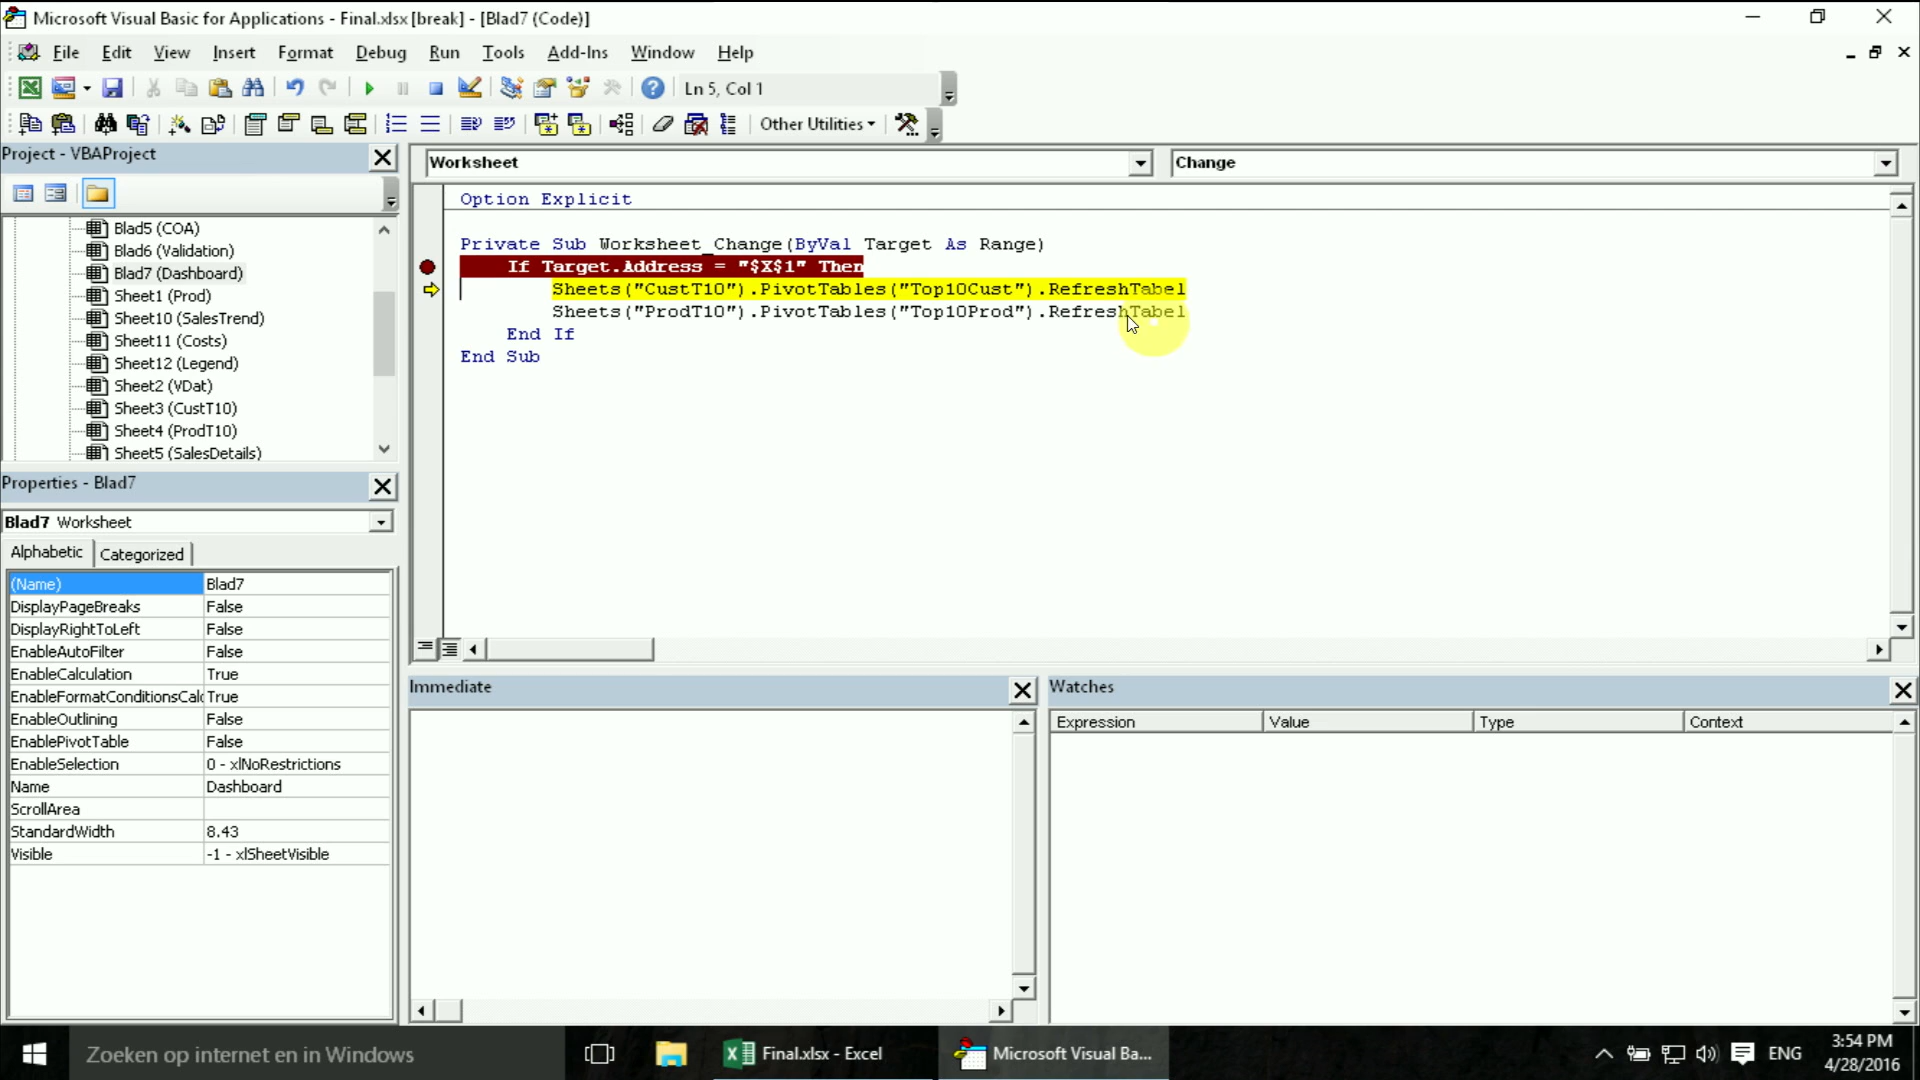 Microsoft Visual Basic for Applications - Final.xlsx [break] - [Blad7 (Code)]
File Edit View Insert Format Debug Run Tools Add-Ins Window Help
Ln 5, Col 1
Other Utilities
Project - VBAProject
Blad5 (COA)
Blad6 (Validation)
Blad7 (Dashboard)
Sheet1 (Prod)
Sheet10 (SalesTrend)
Sheet11 (Costs)
Sheet12 (Legend)
Sheet2 (VDat)
Sheet3 (CustT10)
Sheet4 (ProdT10)
Sheet5 (SalesDetails)
Properties - Blad7
Blad7 Worksheet
Alphabetic Categorized
(Name) Blad7
DisplayPageBreaks False
DisplayRightToLeft False
EnableAutoFilter False
EnableCalculation True
EnableFormatConditionsCalc True
EnableOutlining False
EnablePivotTable False
EnableSelection 0 - xlNoRestrictions
Name Dashboard
ScrollArea
StandardWidth 8.43
Visible -1 - xlSheetVisible
Worksheet Change
Option Explicit
Private Sub Worksheet_Change(ByVal Target As Range)
If Target.Address = "$X$1" Then
Sheets("CustT10").PivotTables("Top10Cust").RefreshTabel
Sheets("ProdT10").PivotTables("Top10Prod").RefreshTabel
End If
End Sub
Immediate
Watches
Expression Value Type Context
Zoeken op internet en in Windows
Final.xlsx - Excel
Microsoft Visual Ba...
ENG
3:54 PM
4/28/2016